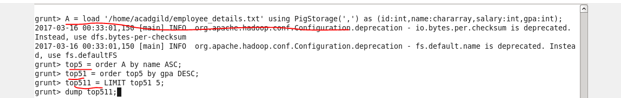 grunt> A = load '/home/acadgild/employee_details.txt' using PigStorage(',') as (id:int,name:chararray,salary:int,gpa:int);
2017-03-16 00:33:01,150 [main] INFO  org.apache.hadoop.conf.Configuration.deprecation - io.bytes.per.checksum is deprecated.
Instead, use dfs.bytes-per-checksum
2017-03-16 00:33:01,150 [main] INFO  org.apache.hadoop.conf.Configuration.deprecation - fs.default.name is deprecated. Instea
d, use fs.defaultFS
grunt> top5 = order A by name ASC;
grunt> top51 = order top5 by gpa DESC;
grunt> top511 = LIMIT top51 5;
grunt> dump top511;